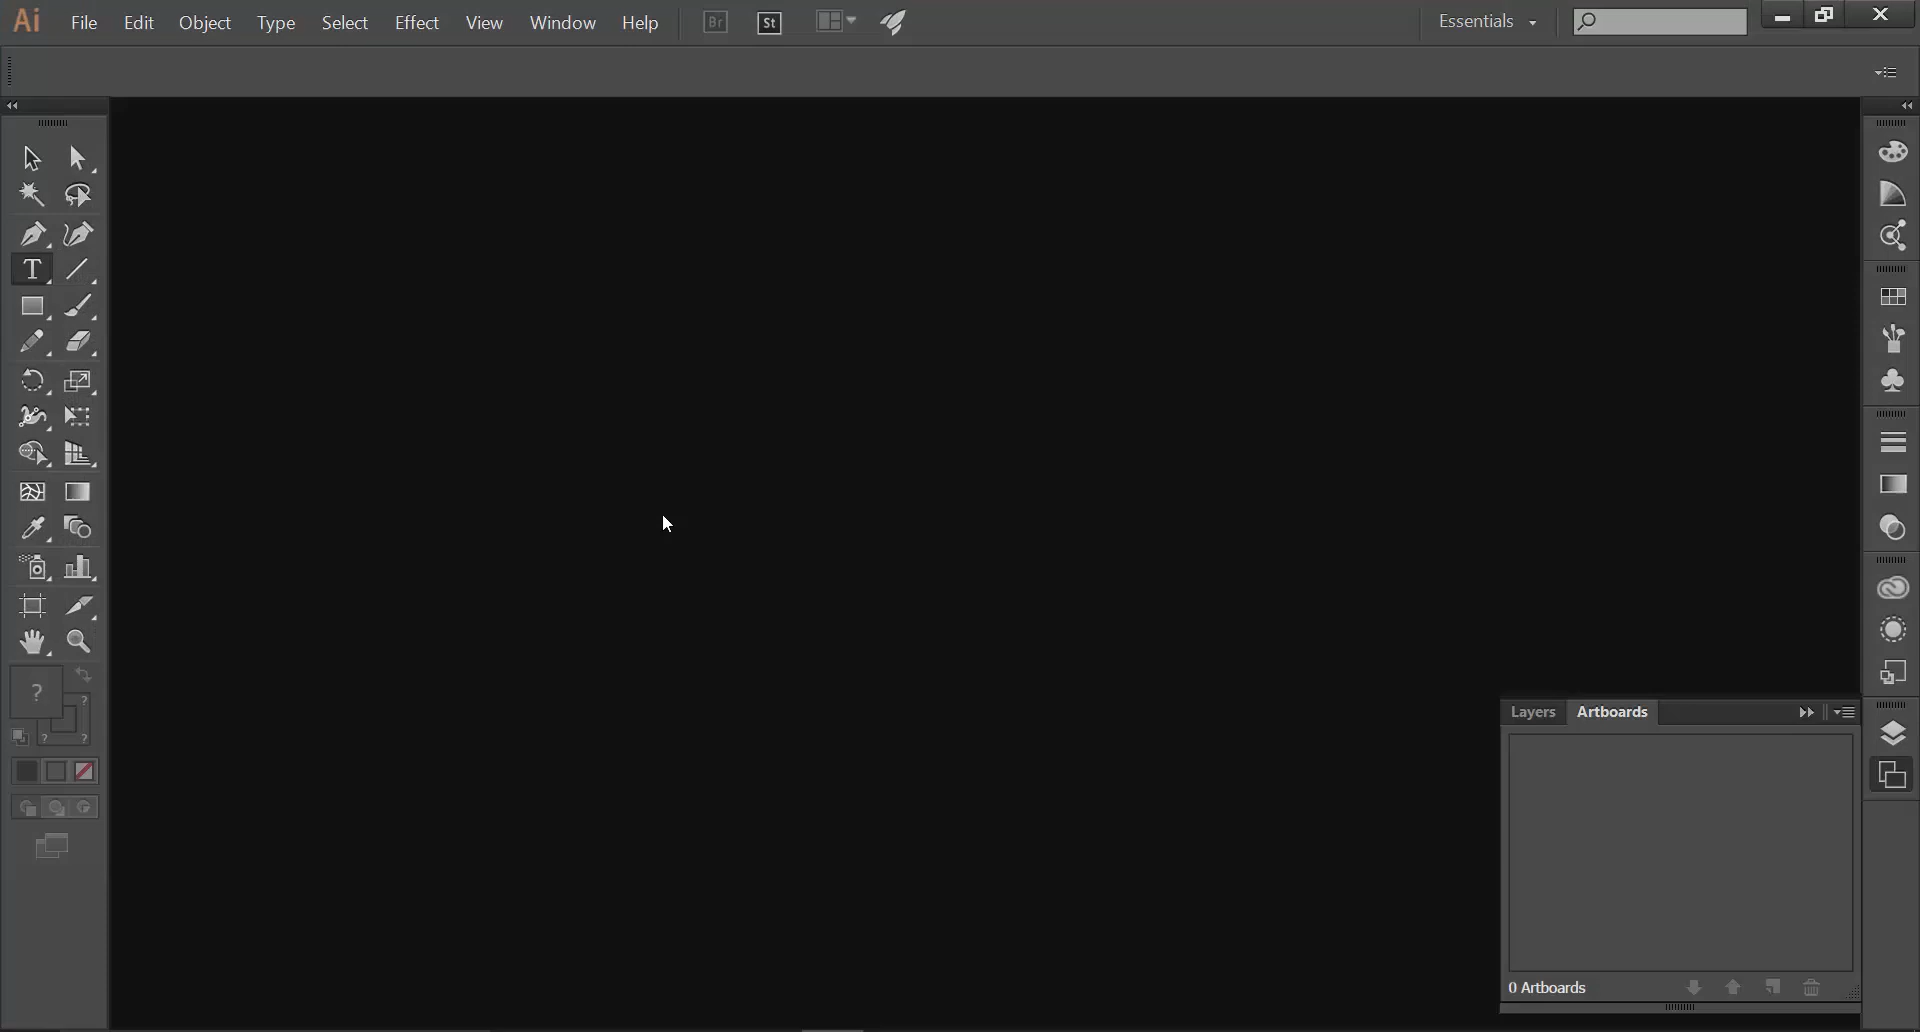 Ai File Edit Object Type Select Effect View Window Help Br St Essentials
T
?
?
? ?
Layers Artboards
0 Artboards